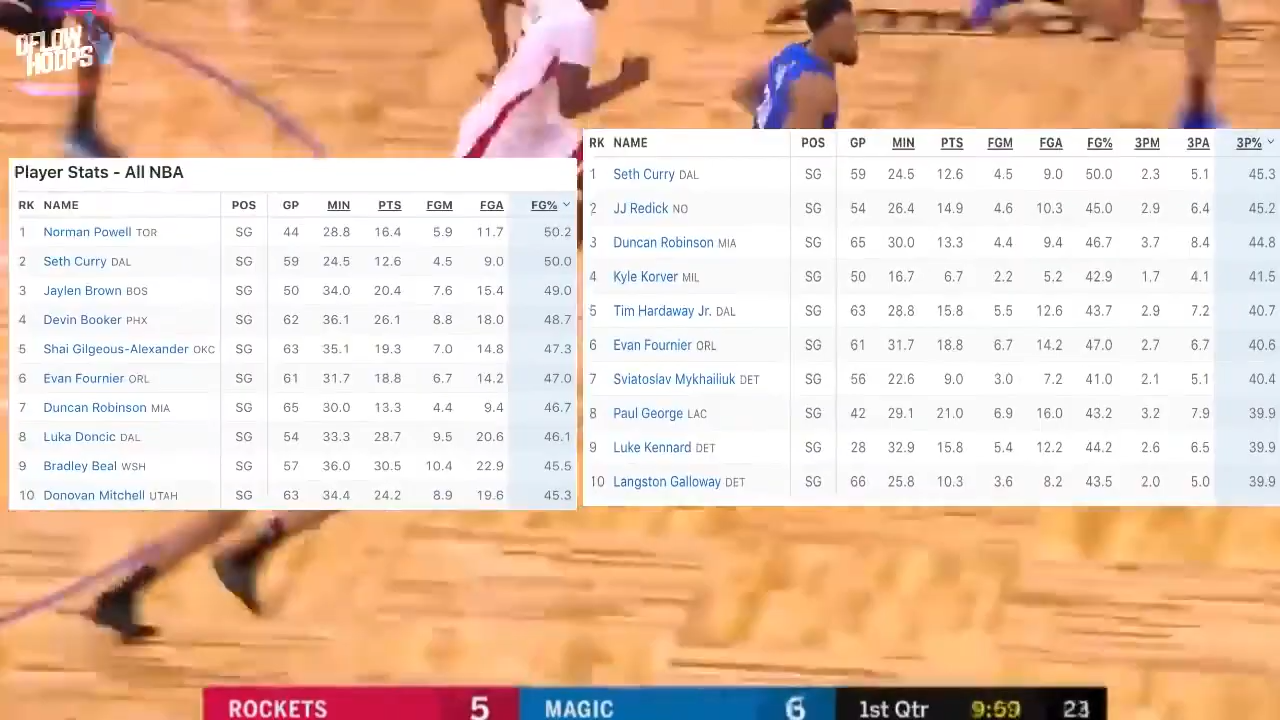 DFLOW
HOOPS
Player Stats - All NBA
RK NAME POS GP MIN PTS FGM FGA FG%
1 Norman Powell TOR SG 44 28.8 16.4 5.9 11.7 50.2
2 Seth Curry DAL SG 59 24.5 12.6 4.5 9.0 50.0
3 Jaylen Brown BOS SG 50 34.0 20.4 7.6 15.4 49.0
4 Devin Booker PHX SG 62 36.1 26.1 8.8 18.0 48.7
5 Shai Gilgeous-Alexander OKC SG 63 35.1 19.3 7.0 14.8 47.3
6 Evan Fournier ORL SG 61 31.7 18.8 6.7 14.2 47.0
7 Duncan Robinson MIA SG 65 30.0 13.3 4.4 9.4 46.7
8 Luka Doncic DAL SG 54 33.3 28.7 9.5 20.6 46.1
9 Bradley Beal WSH SG 57 36.0 30.5 10.4 22.9 45.5
10 Donovan Mitchell UTAH SG 63 34.4 24.2 8.9 19.6 45.3
RK NAME POS GP MIN PTS FGM FGA FG% 3PM 3PA 3P%
1 Seth Curry DAL SG 59 24.5 12.6 4.5 9.0 50.0 2.3 5.1 45.3
2 JJ Redick NO SG 54 26.4 14.9 4.6 10.3 45.0 2.9 6.4 45.2
3 Duncan Robinson MIA SG 65 30.0 13.3 4.4 9.4 46.7 3.7 8.4 44.8
4 Kyle Korver MIL SG 50 16.7 6.7 2.2 5.2 42.9 1.7 4.1 41.5
5 Tim Hardaway Jr. DAL SG 63 28.8 15.8 5.5 12.6 43.7 2.9 7.2 40.7
6 Evan Fournier ORL SG 61 31.7 18.8 6.7 14.2 47.0 2.7 6.7 40.6
7 Sviatoslav Mykhailiuk DET SG 56 22.6 9.0 3.0 7.2 41.0 2.1 5.1 40.4
8 Paul George LAC SG 42 29.1 21.0 6.9 16.0 43.2 3.2 7.9 39.9
9 Luke Kennard DET SG 28 32.9 15.8 5.4 12.2 44.2 2.6 6.5 39.9
10 Langston Galloway DET SG 66 25.8 10.3 3.6 8.2 43.5 2.0 5.0 39.9
ROCKETS 5 MAGIC 6 1st Qtr 9:59 23